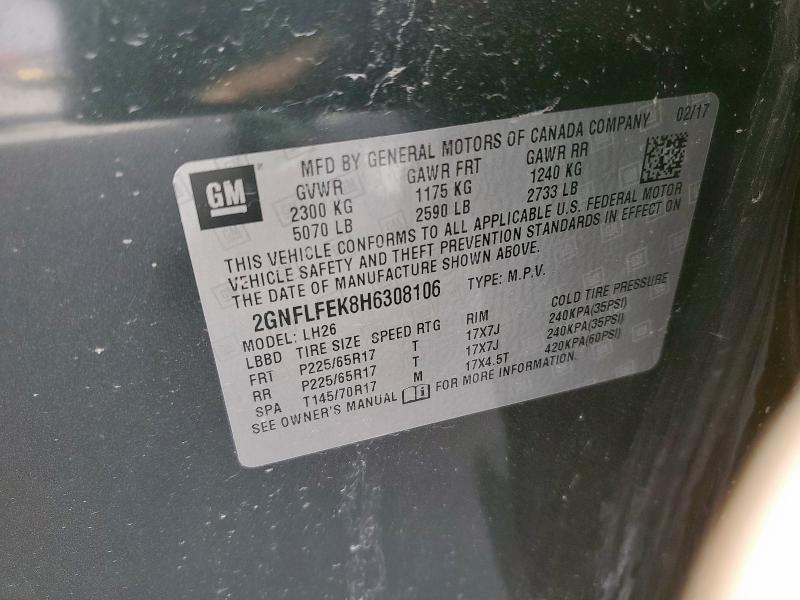 GM
MFD BY GENERAL MOTORS OF CANADA COMPANY 02/17
GVWR GAWR FRT GAWR RR
2300 KG 1175 KG 1240 KG
5070 LB 2590 LB 2733 LB
THIS VEHICLE CONFORMS TO ALL APPLICABLE U.S. FEDERAL MOTOR
VEHICLE SAFETY AND THEFT PREVENTION STANDARDS IN EFFECT ON
THE DATE OF MANUFACTURE SHOWN ABOVE.
2GNFLFEK8H6308106 TYPE: M.P.V.
MODEL: LH26
LBBD TIRE SIZE SPEED RTG RIM COLD TIRE PRESSURE
FRT P225/65R17 T 17X7J 240KPA(35PSI)
RR P225/65R17 T 17X7J 240KPA(35PSI)
SPA T145/70R17 M 17X4.5T 420KPA(60PSI)
SEE OWNER'S MANUAL FOR MORE INFORMATION.